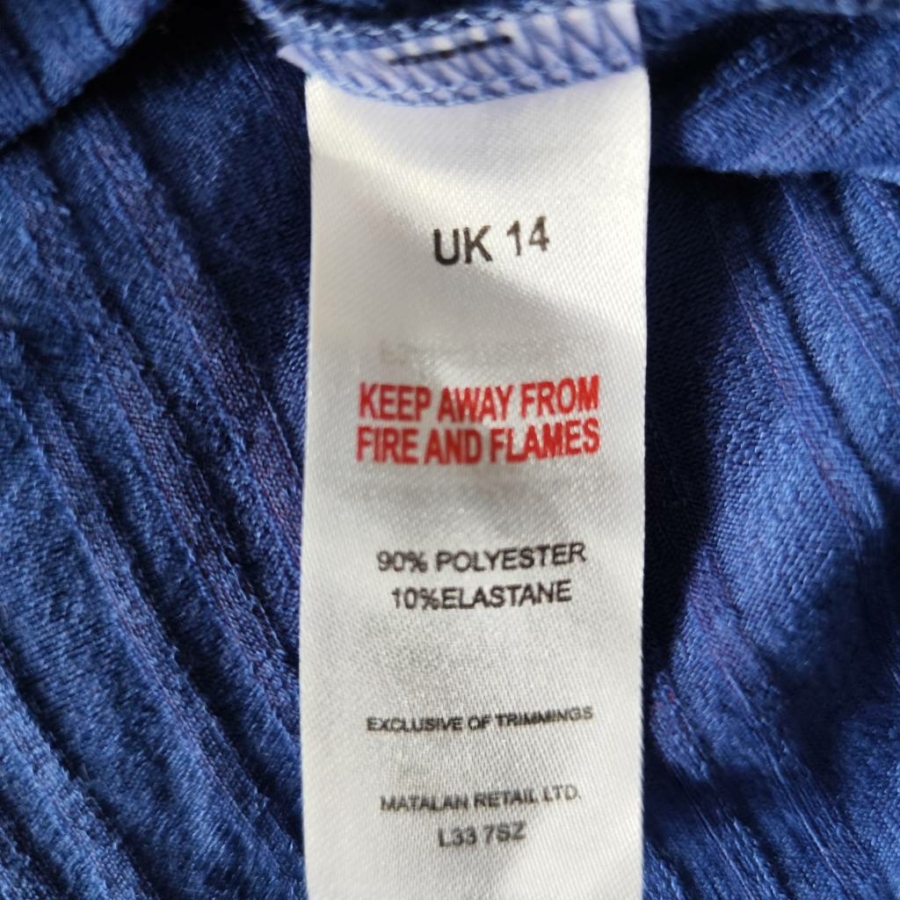 UK 14
KEEP AWAY FROM
FIRE AND FLAMES
90% POLYESTER
10%ELASTANE
EXCLUSIVE OF TRIMMINGS
MATALAN RETAIL LTD.
L33 7SZ